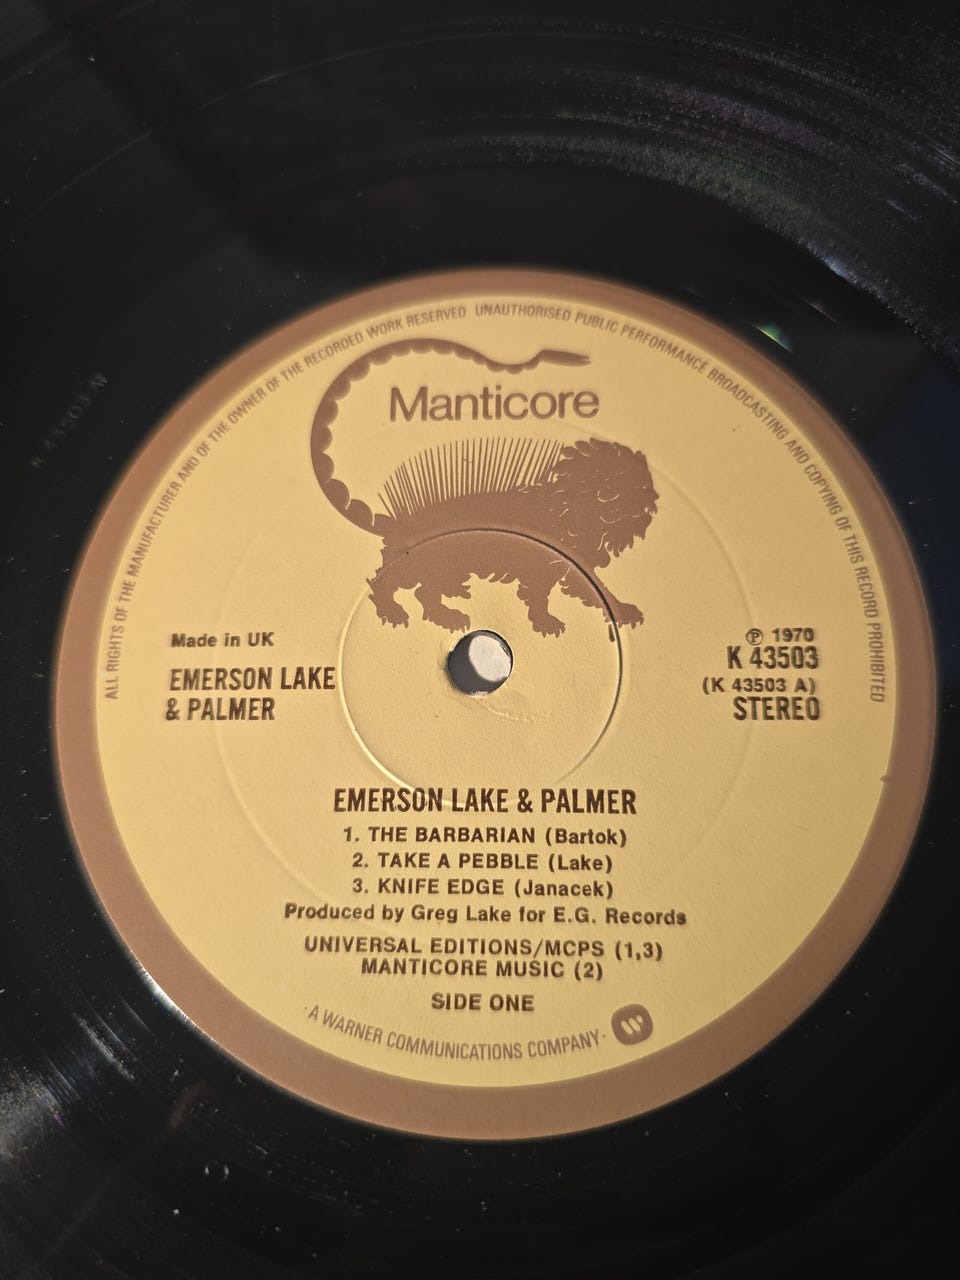 ALL RIGHTS OF THE MANUFACTURER AND OF THE OWNER OF THE RECORDED WORK RESERVED UNAUTHORISED PUBLIC PERFORMANCE BROADCASTING AND COPYING OF THIS RECORD PROHIBITED
Manticore
Made in UK
EMERSON LAKE
& PALMER
℗ 1970
K 43503
(K 43503 A)
STEREO
EMERSON LAKE & PALMER
1. THE BARBARIAN (Bartok)
2. TAKE A PEBBLE (Lake)
3. KNIFE EDGE (Janacek)
Produced by Greg Lake for E.G. Records
UNIVERSAL EDITIONS/MCPS (1,3)
MANTICORE MUSIC (2)
SIDE ONE
·A WARNER COMMUNICATIONS COMPANY·